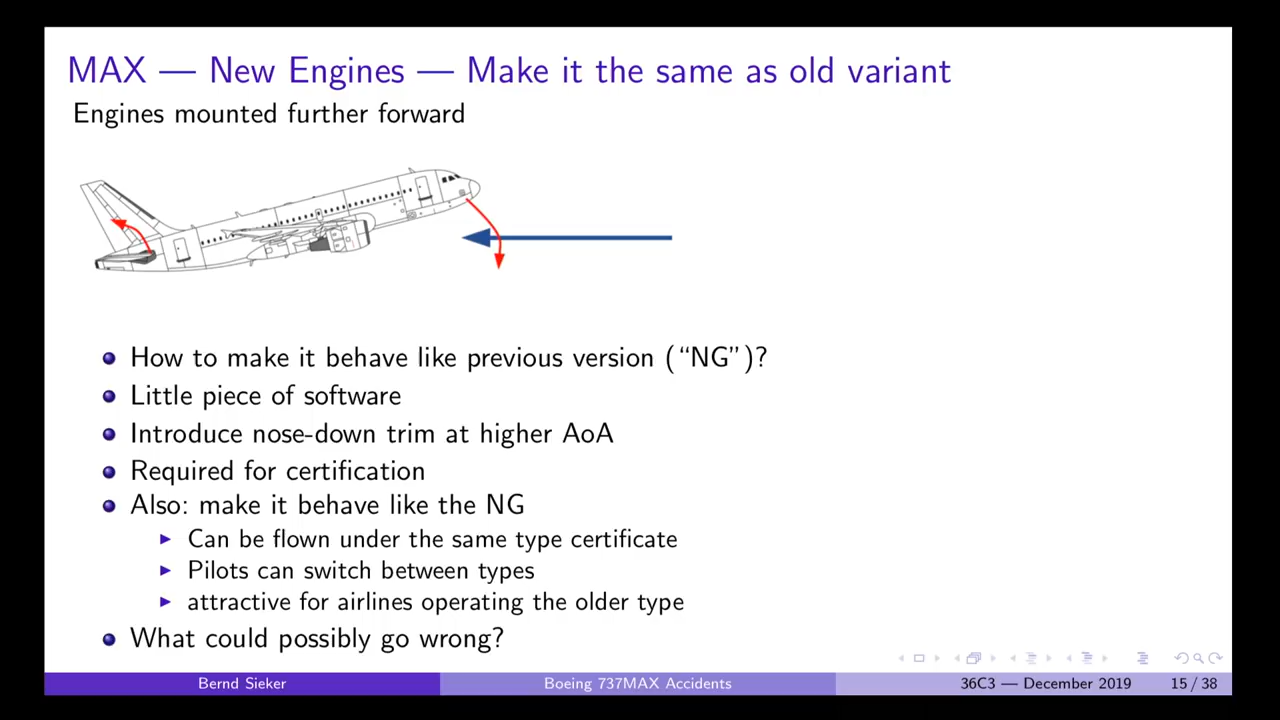 MAX — New Engines — Make it the same as old variant
Engines mounted further forward
How to make it behave like previous version (“NG”)?
Little piece of software
Introduce nose-down trim at higher AoA
Required for certification
Also: make it behave like the NG
Can be flown under the same type certificate
Pilots can switch between types
attractive for airlines operating the older type
What could possibly go wrong?
Bernd Sieker
Boeing 737MAX Accidents
36C3 — December 2019
15 / 38